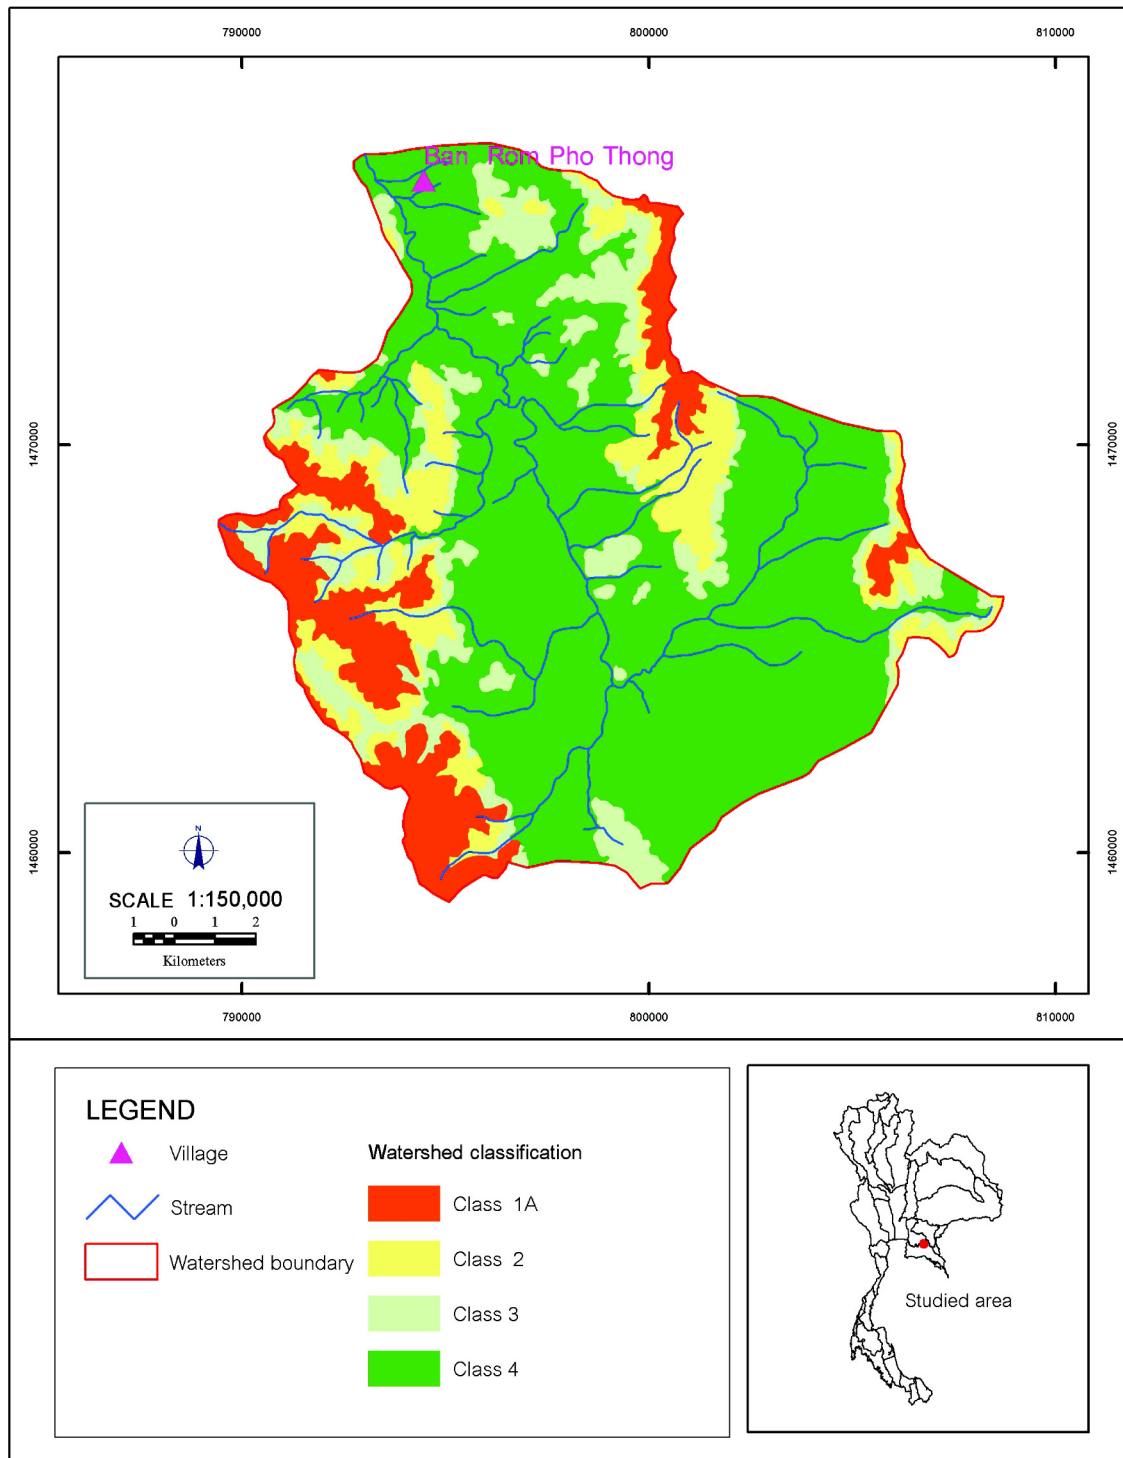 790000 800000 810000
Ban Rom Pho Thong
1470000 1470000
1460000 1460000
N
SCALE 1:150,000
1 0 1 2
Kilometers
790000 800000 810000
LEGEND
Village
Stream
Watershed boundary
Watershed classification
Class 1A
Class 2
Class 3
Class 4
Studied area